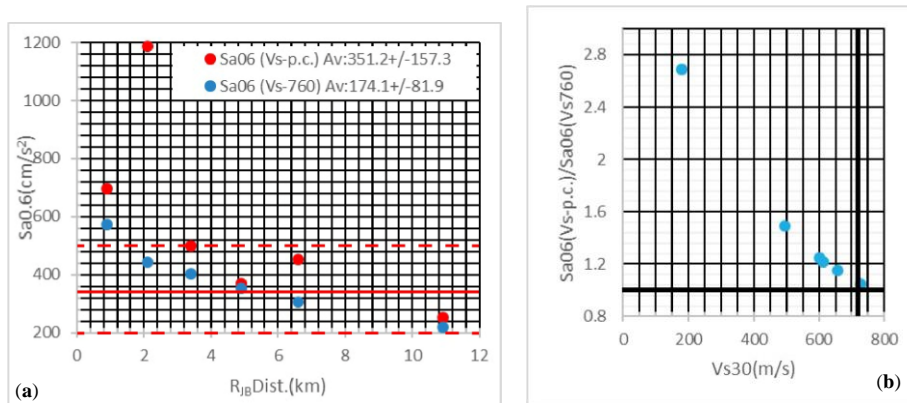 1200
1000
800
600
400
200
Sa0.6(cm/s²)
Sa06 (Vs-p.c.) Av:351.2+/-157.3
Sa06 (Vs-760) Av:174.1+/-81.9
0 2 4 6 8 10 12
R_JB Dist.(km)
(a)
2.8
2.4
2
1.6
1.2
0.8
Sa06(Vs-p.c.)/Sa06(Vs760)
0 200 400 600 800
Vs30(m/s)
(b)